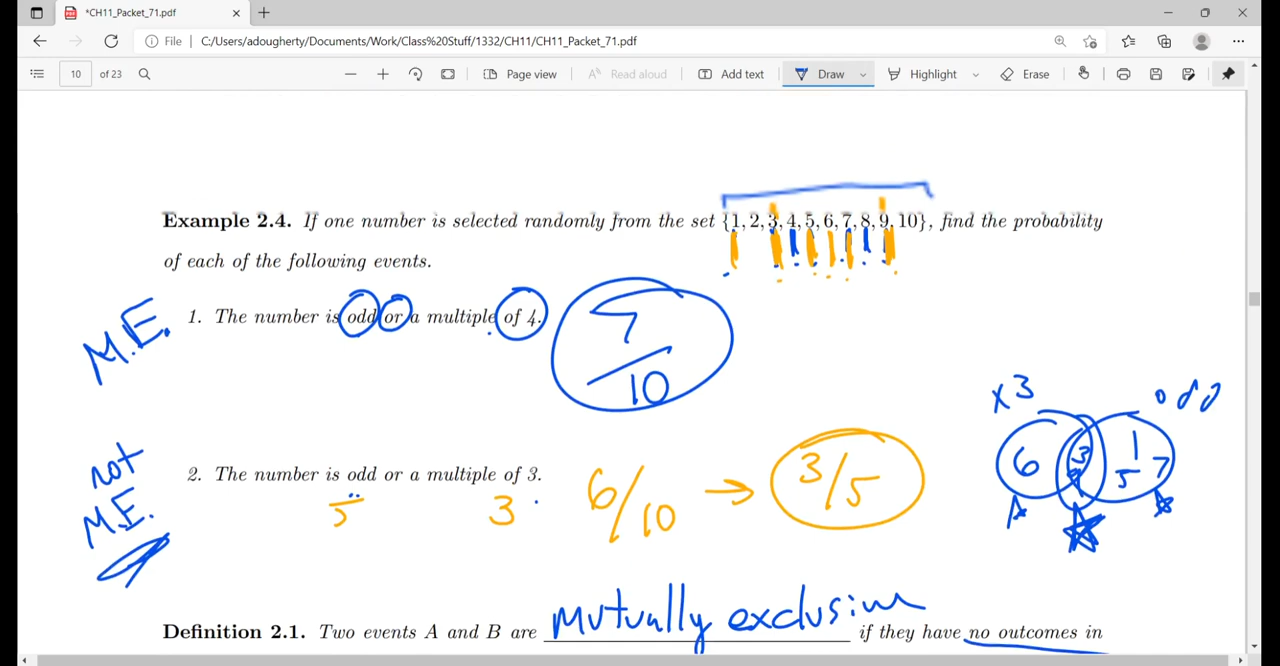 *CH11_Packet_71.pdf
File C:/Users/adougherty/Documents/Work/Class%20Stuff/1332/CH11/CH11_Packet_71.pdf
10 of 23 Page view Read aloud Add text Draw Highlight Erase
Example 2.4. If one number is selected randomly from the set {1, 2, 3, 4, 5, 6, 7, 8, 9, 10}, find the probability
of each of the following events.
M.E.
1. The number is odd or a multiple of 4.
7/10
x3 odd
6 3 9 1 5 7
not
M.E.
2. The number is odd or a multiple of 3.
5 3
6/10 → 3/5
Definition 2.1. Two events A and B are mutually exclusive if they have no outcomes in